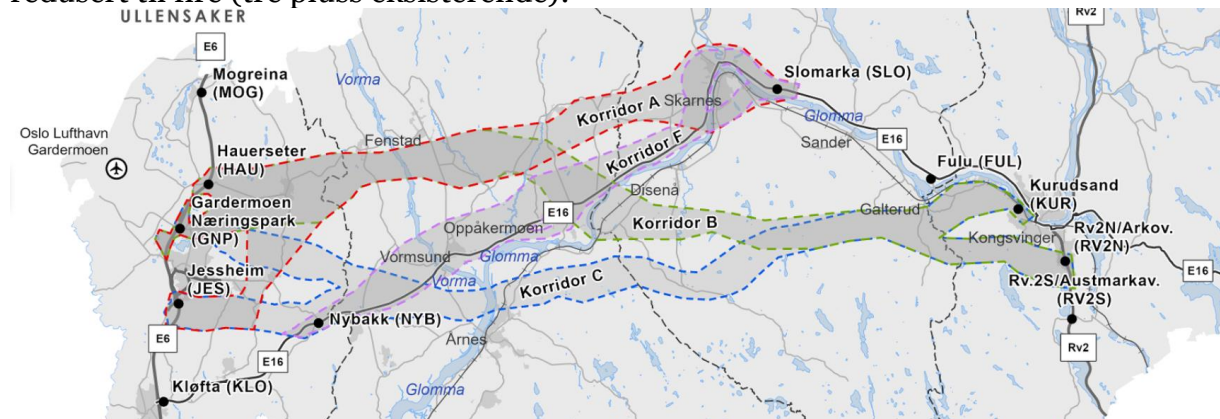 redusert til fire (tre pluss eksisterende).
ULLENSAKER
Rv2
E6
Mogreina
(MOG)
Vorma
Slomarka (SLO)
Skarnes
Korridor A
Glomma
Oslo Lufthavn
Gardermoen
Fenstad
E16
Sander
Hauerseter
(HAU)
Korridor F
Fulu (FUL)
Disenå
Kurudsand
(KUR)
Gardermoen
Næringspark
(GNP)
E16
Galterud
Oppåkermoen
Korridor B
Rv2N/Arkov.
(RV2N)
Kongsvinger
Vormsund
Glomma
Jessheim
(JES)
Vorma
Korridor C
E16
Rv.2S/Austmarkav.
(RV2S)
Nybakk (NYB)
E6
Årnes
Rv2
E16
Kløfta (KLO)
Glomma